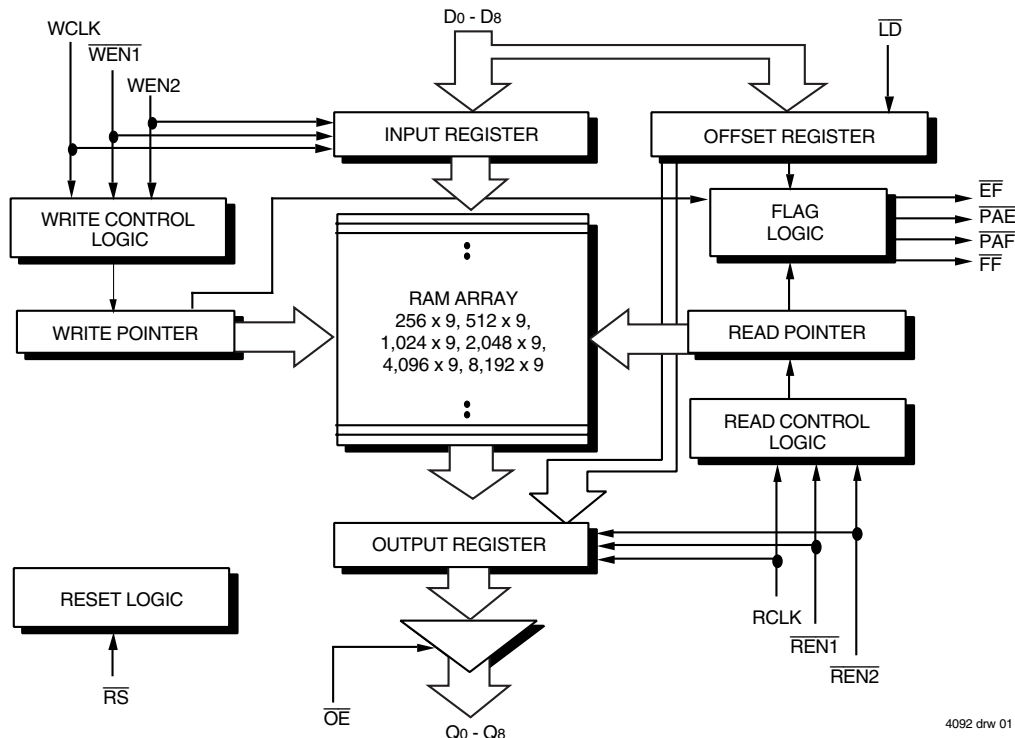 WCLK
WEN1
WEN2
D0 - D8
LD
INPUT REGISTER
OFFSET REGISTER
WRITE CONTROL
LOGIC
FLAG
LOGIC
EF
PAE
PAF
FF
WRITE POINTER
RAM ARRAY
256 x 9, 512 x 9,
1,024 x 9, 2,048 x 9,
4,096 x 9, 8,192 x 9
READ POINTER
READ CONTROL
LOGIC
OUTPUT REGISTER
RESET LOGIC
RS
OE
Q0 - Q8
RCLK
REN1
REN2
4092 drw 01